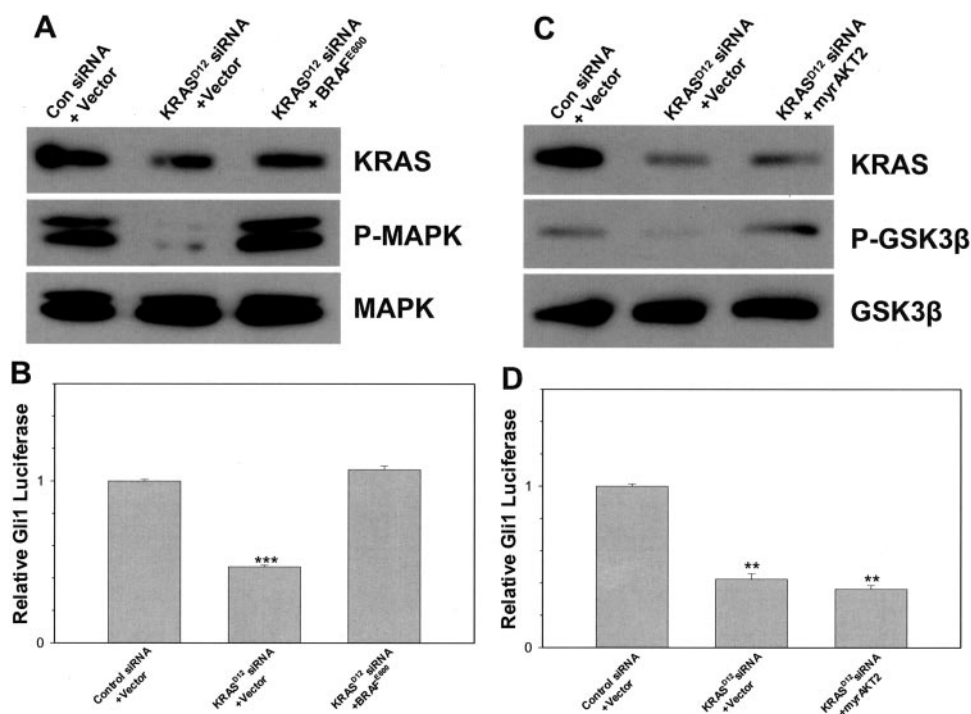 A
Con siRNA
+ Vector
KRASD12 siRNA
+Vector
KRASD12 siRNA
+ BRAFE600
KRAS
P-MAPK
MAPK
B
Relative Gli1 Luciferase
1
0
***
Control siRNA
+Vector
KRASD12 siRNA
+Vector
KRASD12 siRNA
+BRAFE600
C
Con siRNA
+ Vector
KRASD12 siRNA
+Vector
KRASD12 siRNA
+ myrAKT2
KRAS
P-GSK3β
GSK3β
D
Relative Gli1 Luciferase
1
0
**
**
Control siRNA
+Vector
KRASD12 siRNA
+Vector
KRASD12 siRNA
+myrAKT2